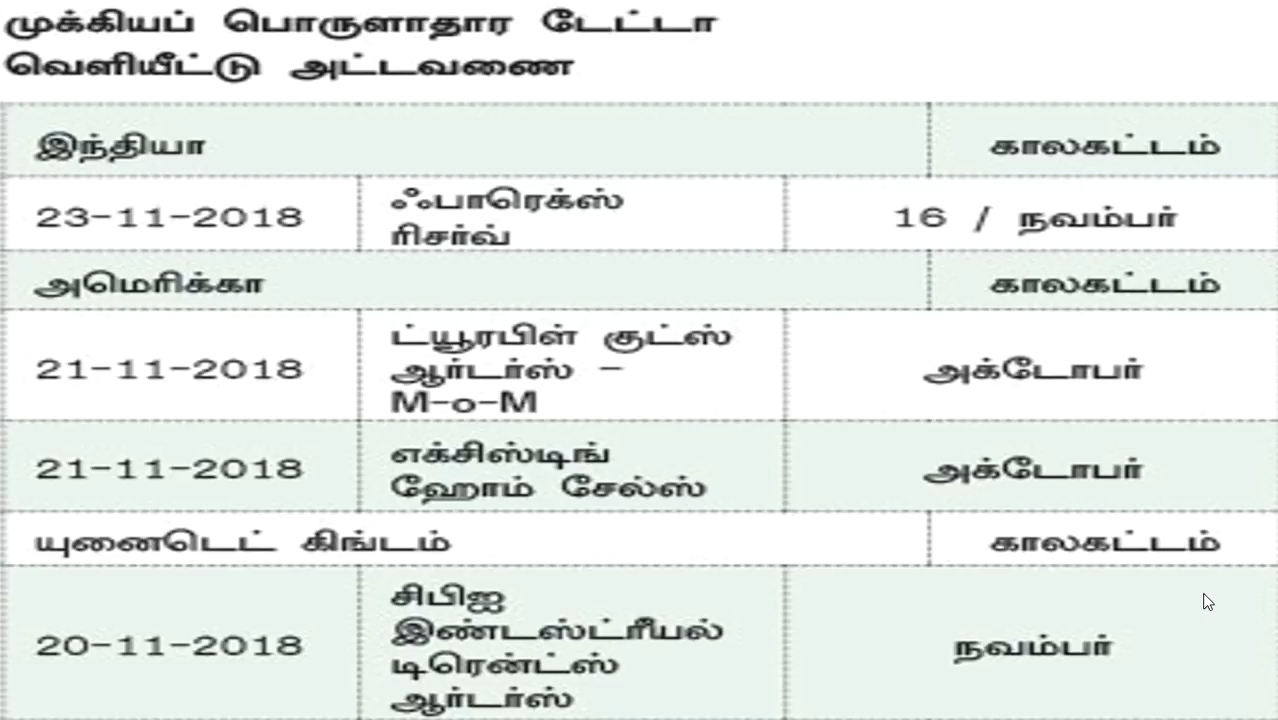 முக்கியப் பொருளாதார டேட்டா
வெளியீட்டு அட்டவணை
இந்தியா காலகட்டம்
23-11-2018 ஃபாரெக்ஸ் ரிசர்வ் 16 / நவம்பர்
அமெரிக்கா காலகட்டம்
21-11-2018 ட்யூரபிள் குட்ஸ் ஆர்டர்ஸ் - M-o-M அக்டோபர்
21-11-2018 எக்சிஸ்டிங் ஹோம் சேல்ஸ் அக்டோபர்
யுனைடெட் கிங்டம் காலகட்டம்
20-11-2018 சிபிஐ இண்டஸ்ட்ரீயல் டிரென்ட்ஸ் ஆர்டர்ஸ் நவம்பர்